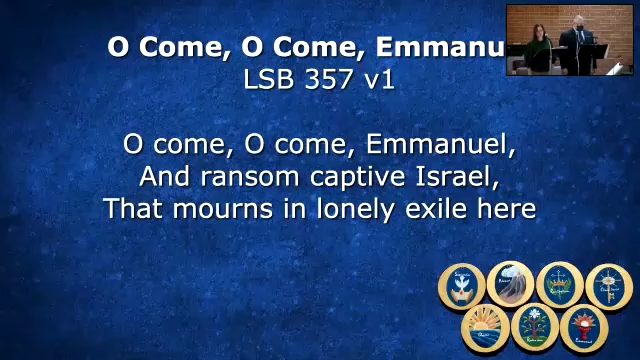 O Come, O Come, Emmanu
LSB 357 v1
O come, O come, Emmanuel,
And ransom captive Israel,
That mourns in lonely exile here